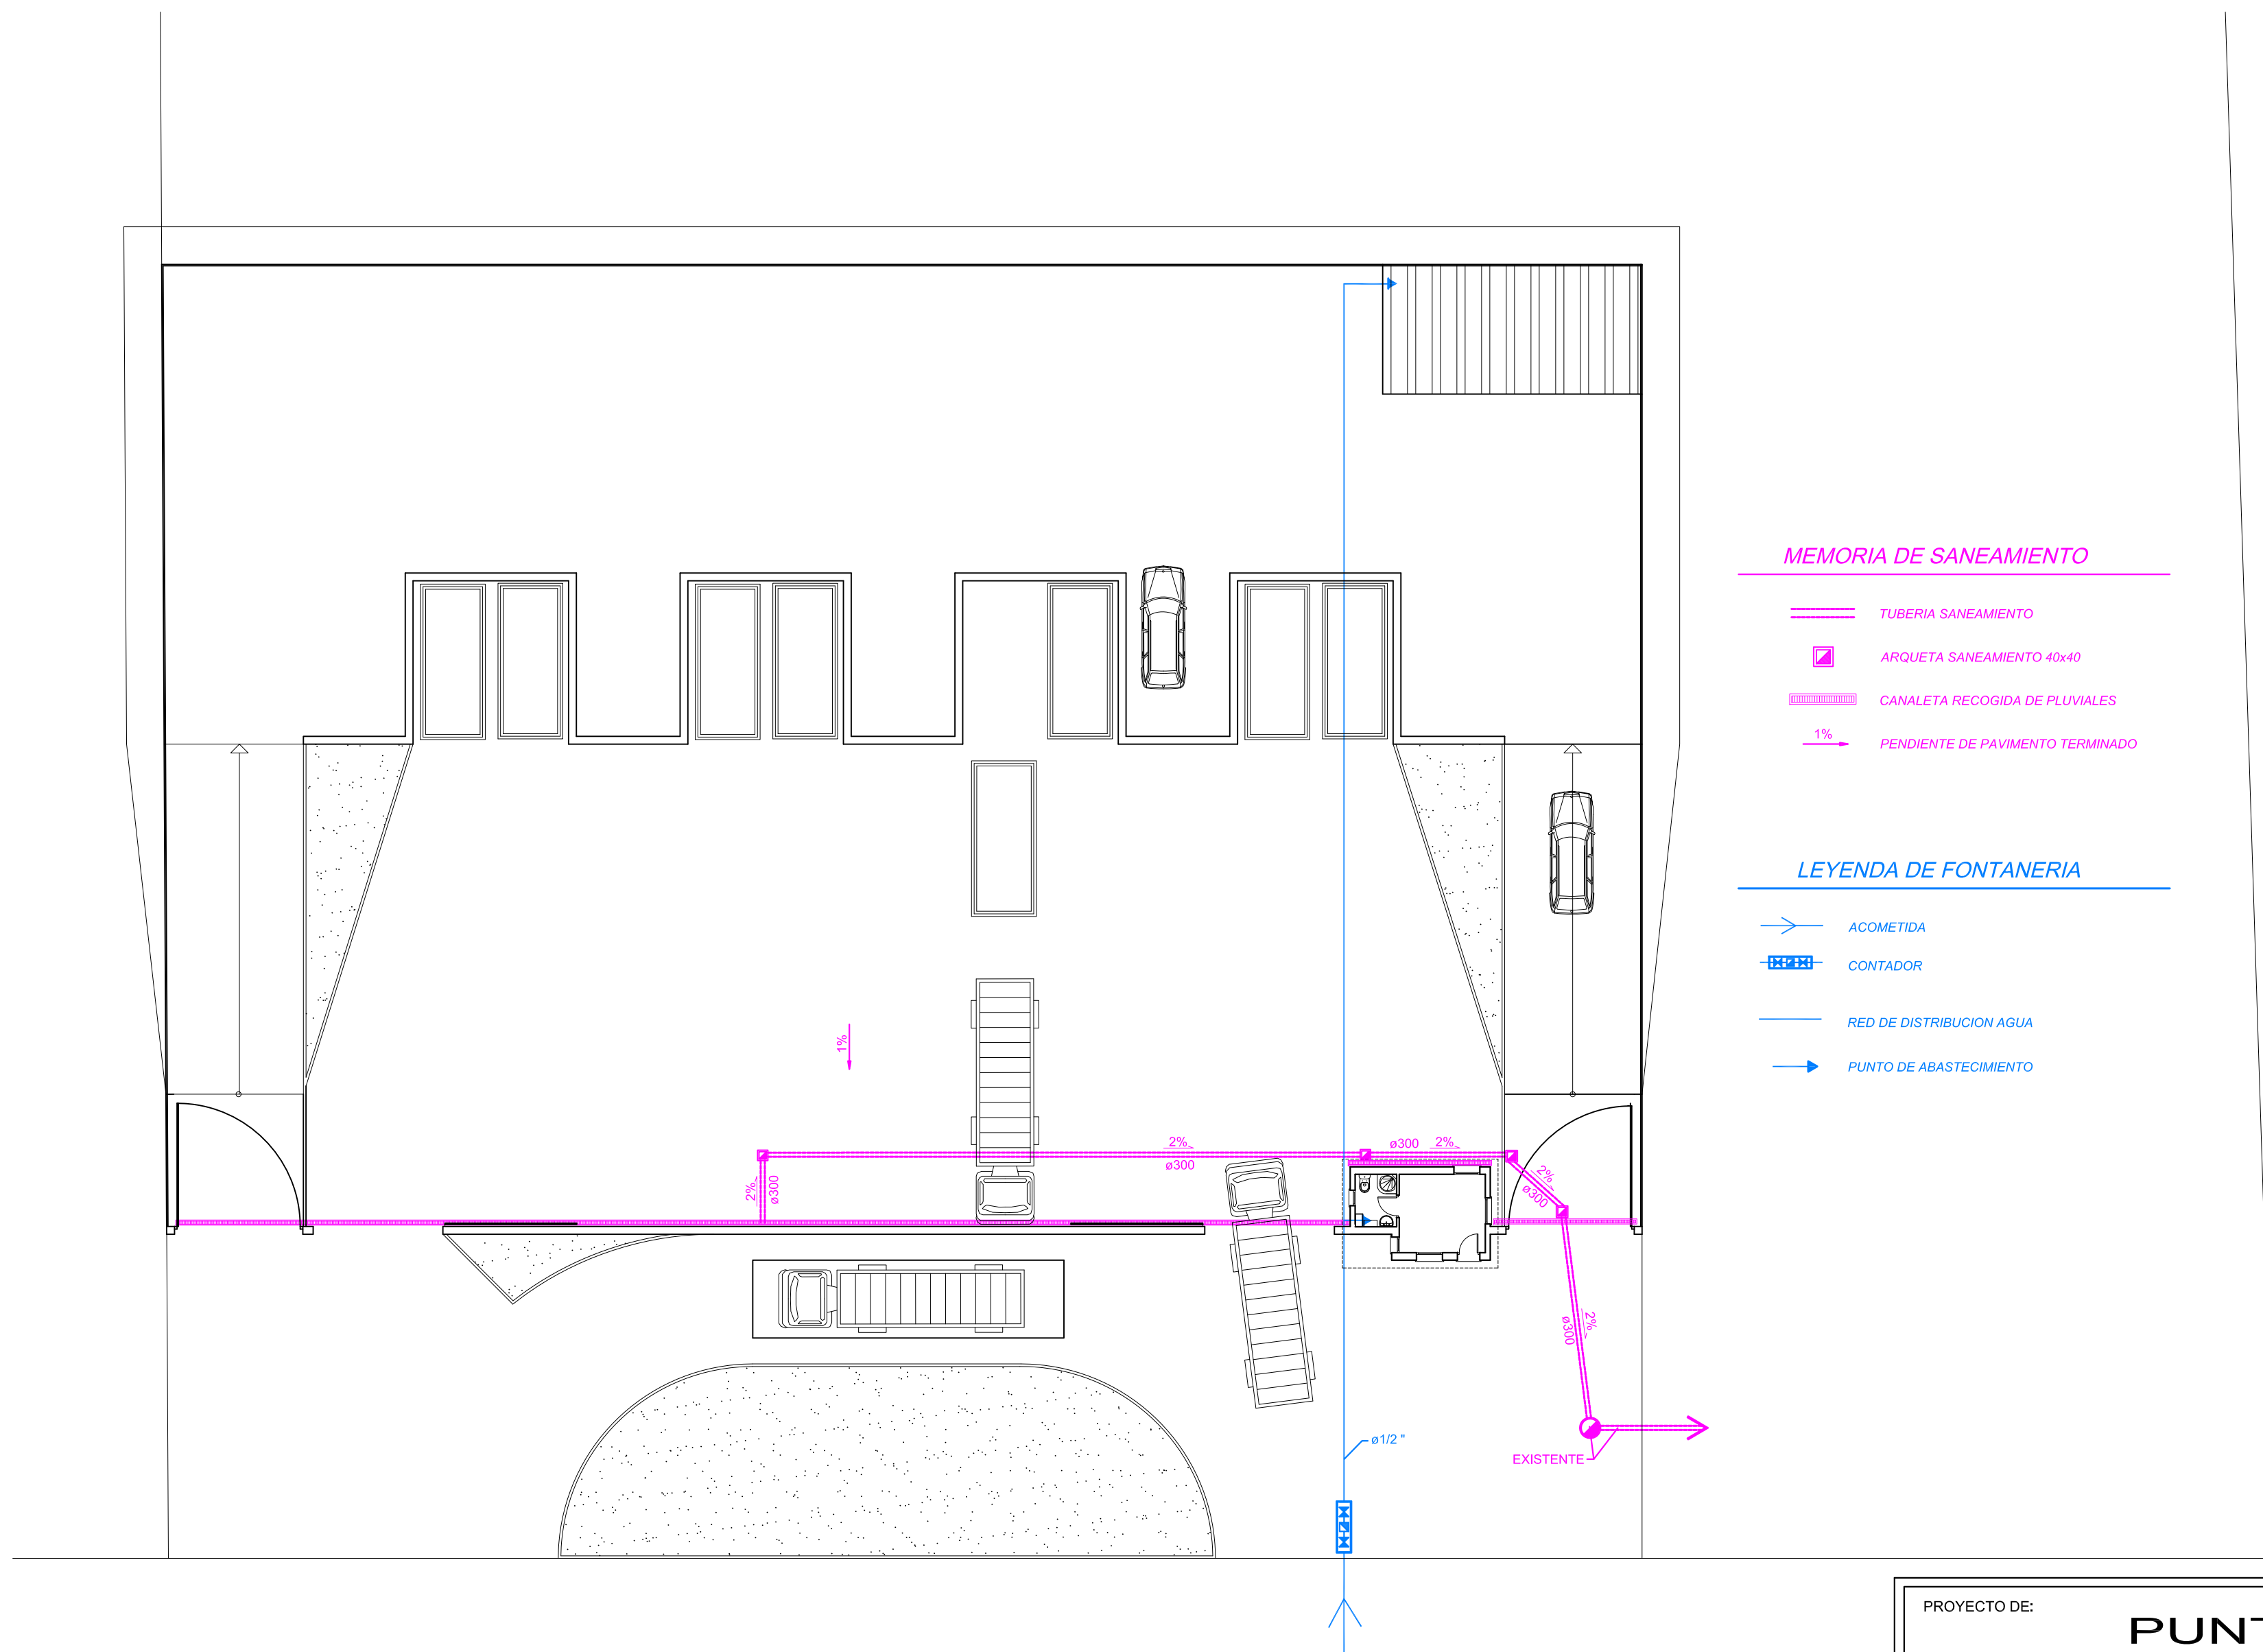 MEMORIA DE SANEAMIENTO
TUBERIA SANEAMIENTO
ARQUETA SANEAMIENTO 40x40
CANALETA RECOGIDA DE PLUVIALES
1%
PENDIENTE DE PAVIMENTO TERMINADO
LEYENDA DE FONTANERIA
ACOMETIDA
CONTADOR
RED DE DISTRIBUCION AGUA
PUNTO DE ABASTECIMIENTO
1%
2%
ø300
ø300 2%
2%
ø300
2%
ø300
2%
ø300
ø1/2 "
EXISTENTE
PROYECTO DE:
PUNT